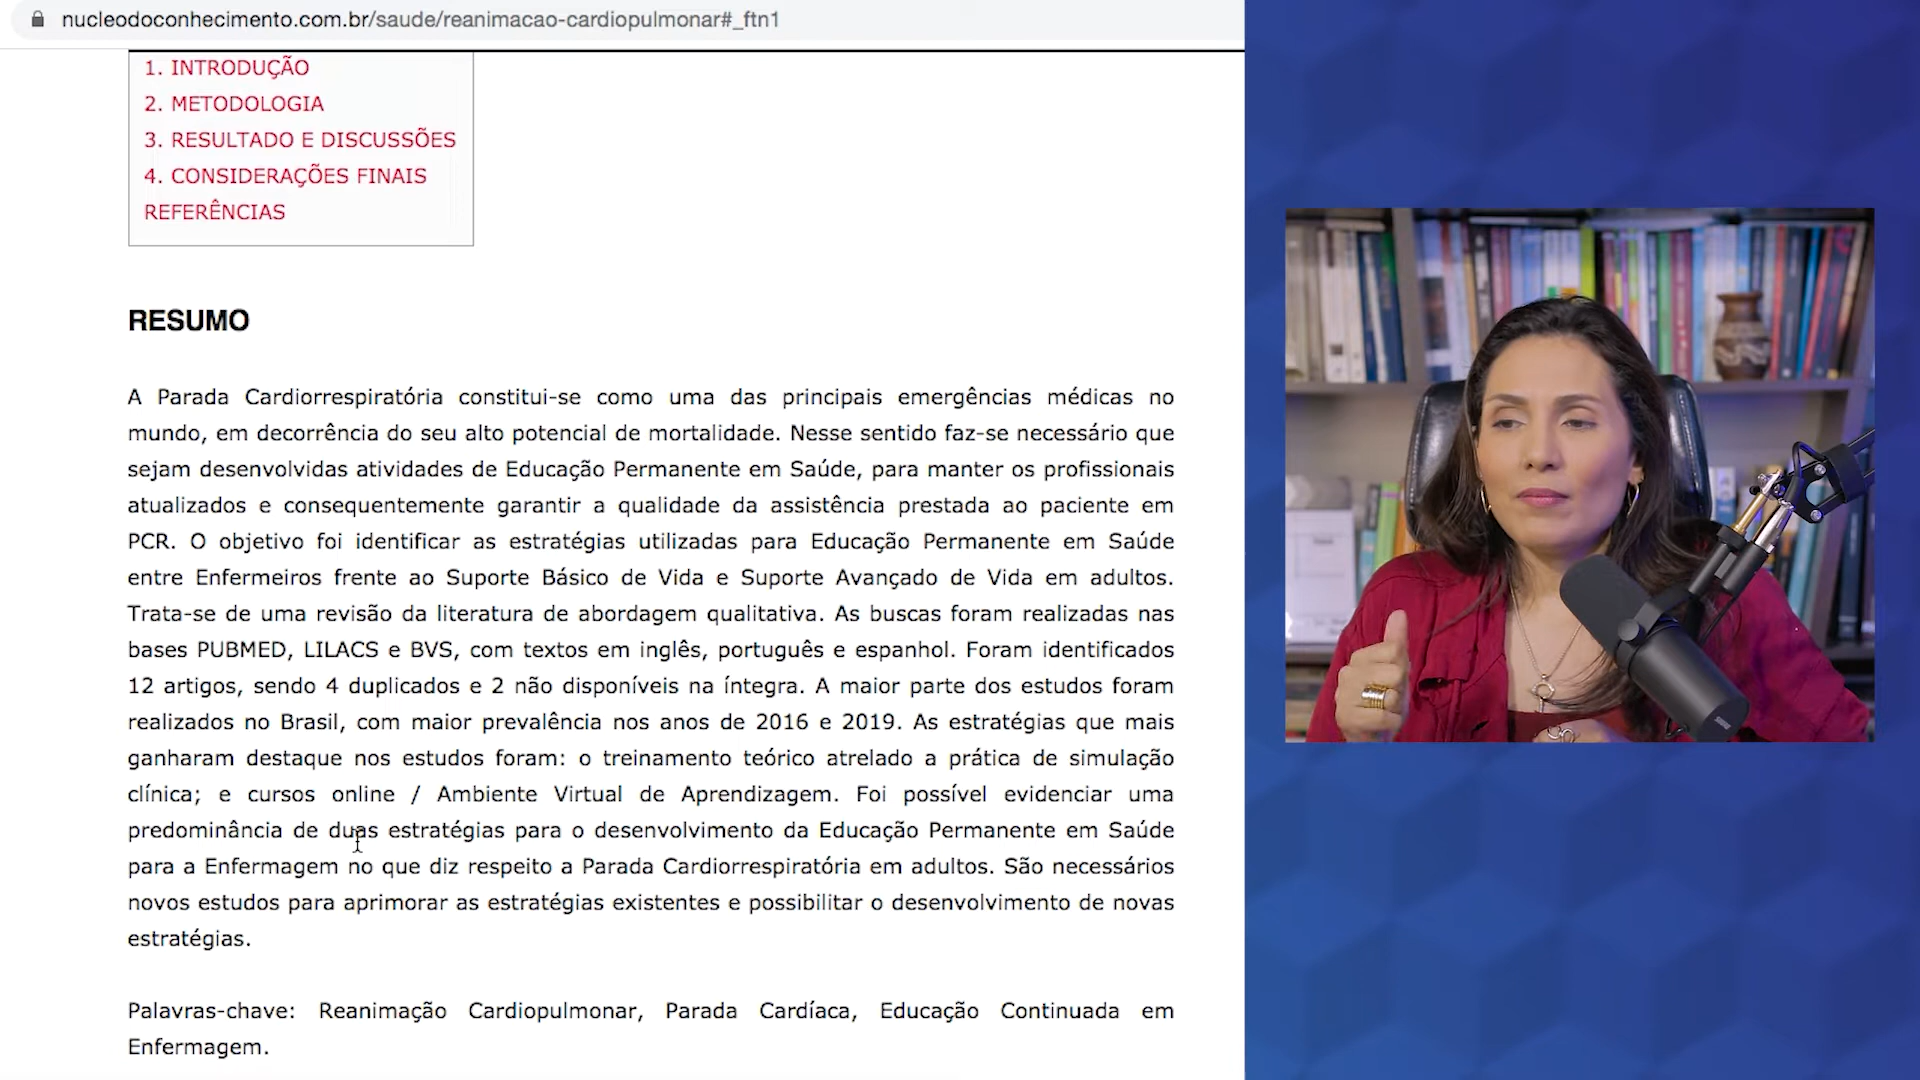 nucleodoconhecimento.com.br/saude/reanimacao-cardiopulmonar#_ftn1
1. INTRODUÇÃO
2. METODOLOGIA
3. RESULTADO E DISCUSSÕES
4. CONSIDERAÇÕES FINAIS
REFERÊNCIAS
RESUMO
A Parada Cardiorrespiratória constitui-se como uma das principais emergências médicas no
mundo, em decorrência do seu alto potencial de mortalidade. Nesse sentido faz-se necessário que
sejam desenvolvidas atividades de Educação Permanente em Saúde, para manter os profissionais
atualizados e consequentemente garantir a qualidade da assistência prestada ao paciente em
PCR. O objetivo foi identificar as estratégias utilizadas para Educação Permanente em Saúde
entre Enfermeiros frente ao Suporte Básico de Vida e Suporte Avançado de Vida em adultos.
Trata-se de uma revisão da literatura de abordagem qualitativa. As buscas foram realizadas nas
bases PUBMED, LILACS e BVS, com textos em inglês, português e espanhol. Foram identificados
12 artigos, sendo 4 duplicados e 2 não disponíveis na íntegra. A maior parte dos estudos foram
realizados no Brasil, com maior prevalência nos anos de 2016 e 2019. As estratégias que mais
ganharam destaque nos estudos foram: o treinamento teórico atrelado a prática de simulação
clínica; e cursos online / Ambiente Virtual de Aprendizagem. Foi possível evidenciar uma
predominância de duas estratégias para o desenvolvimento da Educação Permanente em Saúde
para a Enfermagem no que diz respeito a Parada Cardiorrespiratória em adultos. São necessários
novos estudos para aprimorar as estratégias existentes e possibilitar o desenvolvimento de novas
estratégias.
Palavras-chave: Reanimação Cardiopulmonar, Parada Cardíaca, Educação Continuada em
Enfermagem.